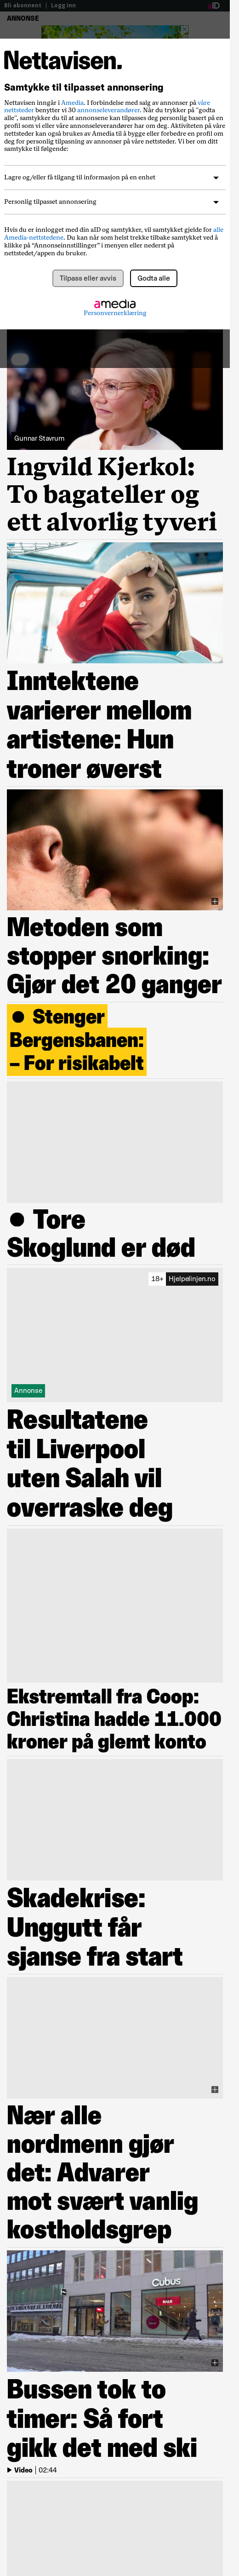 Bli abonnent | Logg inn
ANNONSE
Nettavisen.
Samtykke til tilpasset annonsering
Nettavisen inngår i Amedia. I forbindelse med salg av annonser på våre
nettsteder benytter vi 30 annonseleverandører. Når du trykker på "godta
alle", samtykker du til at annonsene kan tilpasses deg basert på en
profil som vi eller våre annonseleverandører har om deg. Aktiviteten på våre
nettsteder kan også brukes av Amedia til å bygge eller forbedre en profil om
deg for personlig tilpasning av annonser på våre nettsteder. Vi ber om ditt
samtykke til følgende:
Lagre og/eller få tilgang til informasjon på en enhet
Personlig tilpasset annonsering
Hvis du er innlogget med din aID og samtykker, vil samtykket gjelde for alle
Amedia-nettstedene. Du kan når som helst trekke tilbake samtykket ved å
klikke på “Annonseinnstillinger” i menyen eller nederst på
nettstedet/appen du bruker.
Tilpass eller avvis
Godta alle
amedia
Personvernerklæring
Gunnar Stavrum
Ingvild Kjerkol:
To bagateller og
ett alvorlig tyveri
Inntektene
varierer mellom
artistene: Hun
troner øverst
Metoden som
stopper snorking:
Gjør det 20 ganger
Stenger
Bergensbanen:
– For risikabelt
Tore
Skoglund er død
18+ Hjelpelinjen.no
Annonse
Resultatene
til Liverpool
uten Salah vil
overraske deg
Ekstremtall fra Coop:
Christina hadde 11.000
kroner på glemt konto
Skadekrise:
Unggutt får
sjanse fra start
Nær alle
nordmenn gjør
det: Advarer
mot svært vanlig
kostholdsgrep
Cubus
Bussen tok to
timer: Så fort
gikk det med ski
Video | 02:44